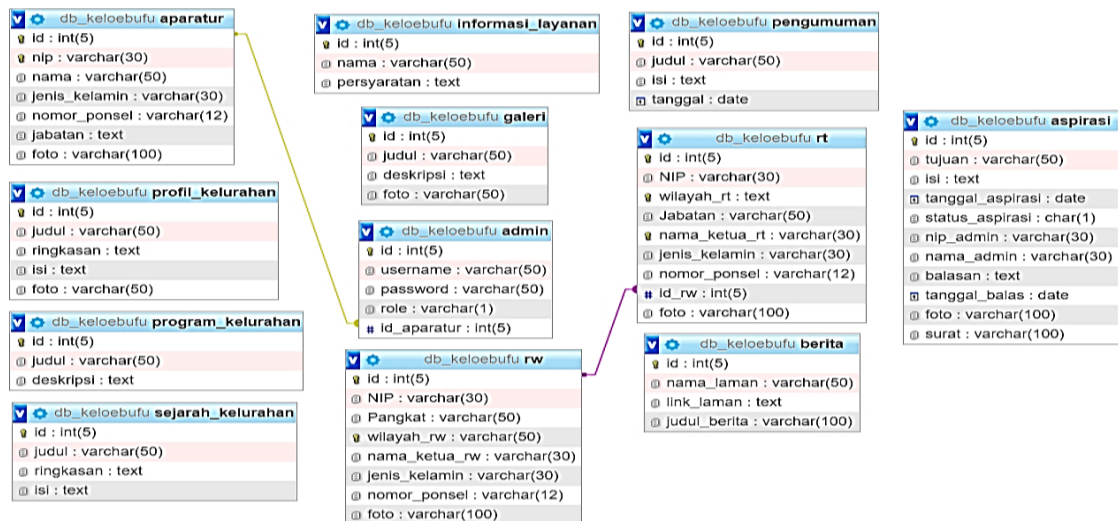 db_keloebufu aparatur
id : int(5)
nip : varchar(30)
nama : varchar(50)
jenis_kelamin : varchar(30)
nomor_ponsel : varchar(12)
jabatan : text
foto : varchar(100)
db_keloebufu profil_kelurahan
id : int(5)
judul : varchar(50)
ringkasan : text
isi : text
foto : varchar(50)
db_keloebufu program_kelurahan
id : int(5)
judul : varchar(50)
deskripsi : text
db_keloebufu sejarah_kelurahan
id : int(5)
judul : varchar(50)
ringkasan : text
isi : text
db_keloebufu informasi_layanan
id : int(5)
nama : varchar(50)
persyaratan : text
db_keloebufu galeri
id : int(5)
judul : varchar(50)
deskripsi : text
foto : varchar(50)
db_keloebufu admin
id : int(5)
username : varchar(50)
password : varchar(50)
role : varchar(1)
# id_aparatur : int(5)
db_keloebufu rw
id : int(5)
NIP : varchar(30)
Pangkat : varchar(50)
wilayah_rw : varchar(50)
nama_ketua_rw : varchar(30)
jenis_kelamin : varchar(30)
nomor_ponsel : varchar(12)
foto : varchar(100)
db_keloebufu pengumuman
id : int(5)
judul : varchar(50)
isi : text
tanggal : date
db_keloebufu rt
id : int(5)
NIP : varchar(30)
wilayah_rt : text
Jabatan : varchar(50)
nama_ketua_rt : varchar(30)
jenis_kelamin : varchar(30)
nomor_ponsel : varchar(12)
# id_rw : int(5)
foto : varchar(100)
db_keloebufu berita
id : int(5)
nama_laman : varchar(50)
link_laman : text
judul_berita : varchar(100)
db_keloebufu aspirasi
id : int(5)
tujuan : varchar(50)
isi : text
tanggal_aspirasi : date
status_aspirasi : char(1)
nip_admin : varchar(30)
nama_admin : varchar(30)
balasan : text
tanggal_balas : date
foto : varchar(100)
surat : varchar(100)